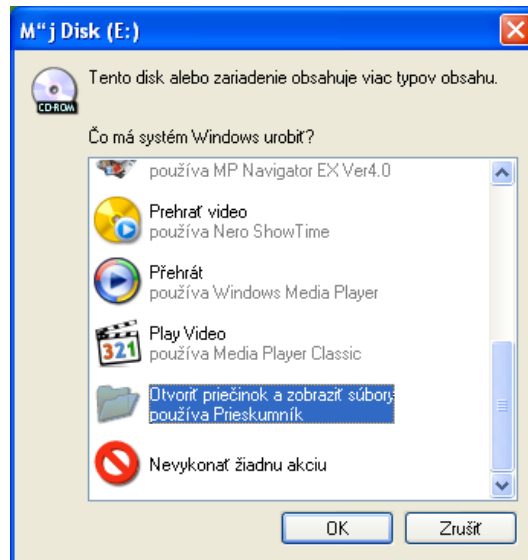 M“j Disk (E:)
Tento disk alebo zariadenie obsahuje viac typov obsahu.
CD-ROM
Čo má systém Windows urobiť?
používa MP Navigator EX Ver4.0
Prehrať video
používa Nero ShowTime
Přehrát
používa Windows Media Player
Play Video
používa Media Player Classic
321
Otvoriť priečinok a zobraziť súbory
používa Prieskumník
Nevykonať žiadnu akciu
OK
Zrušiť